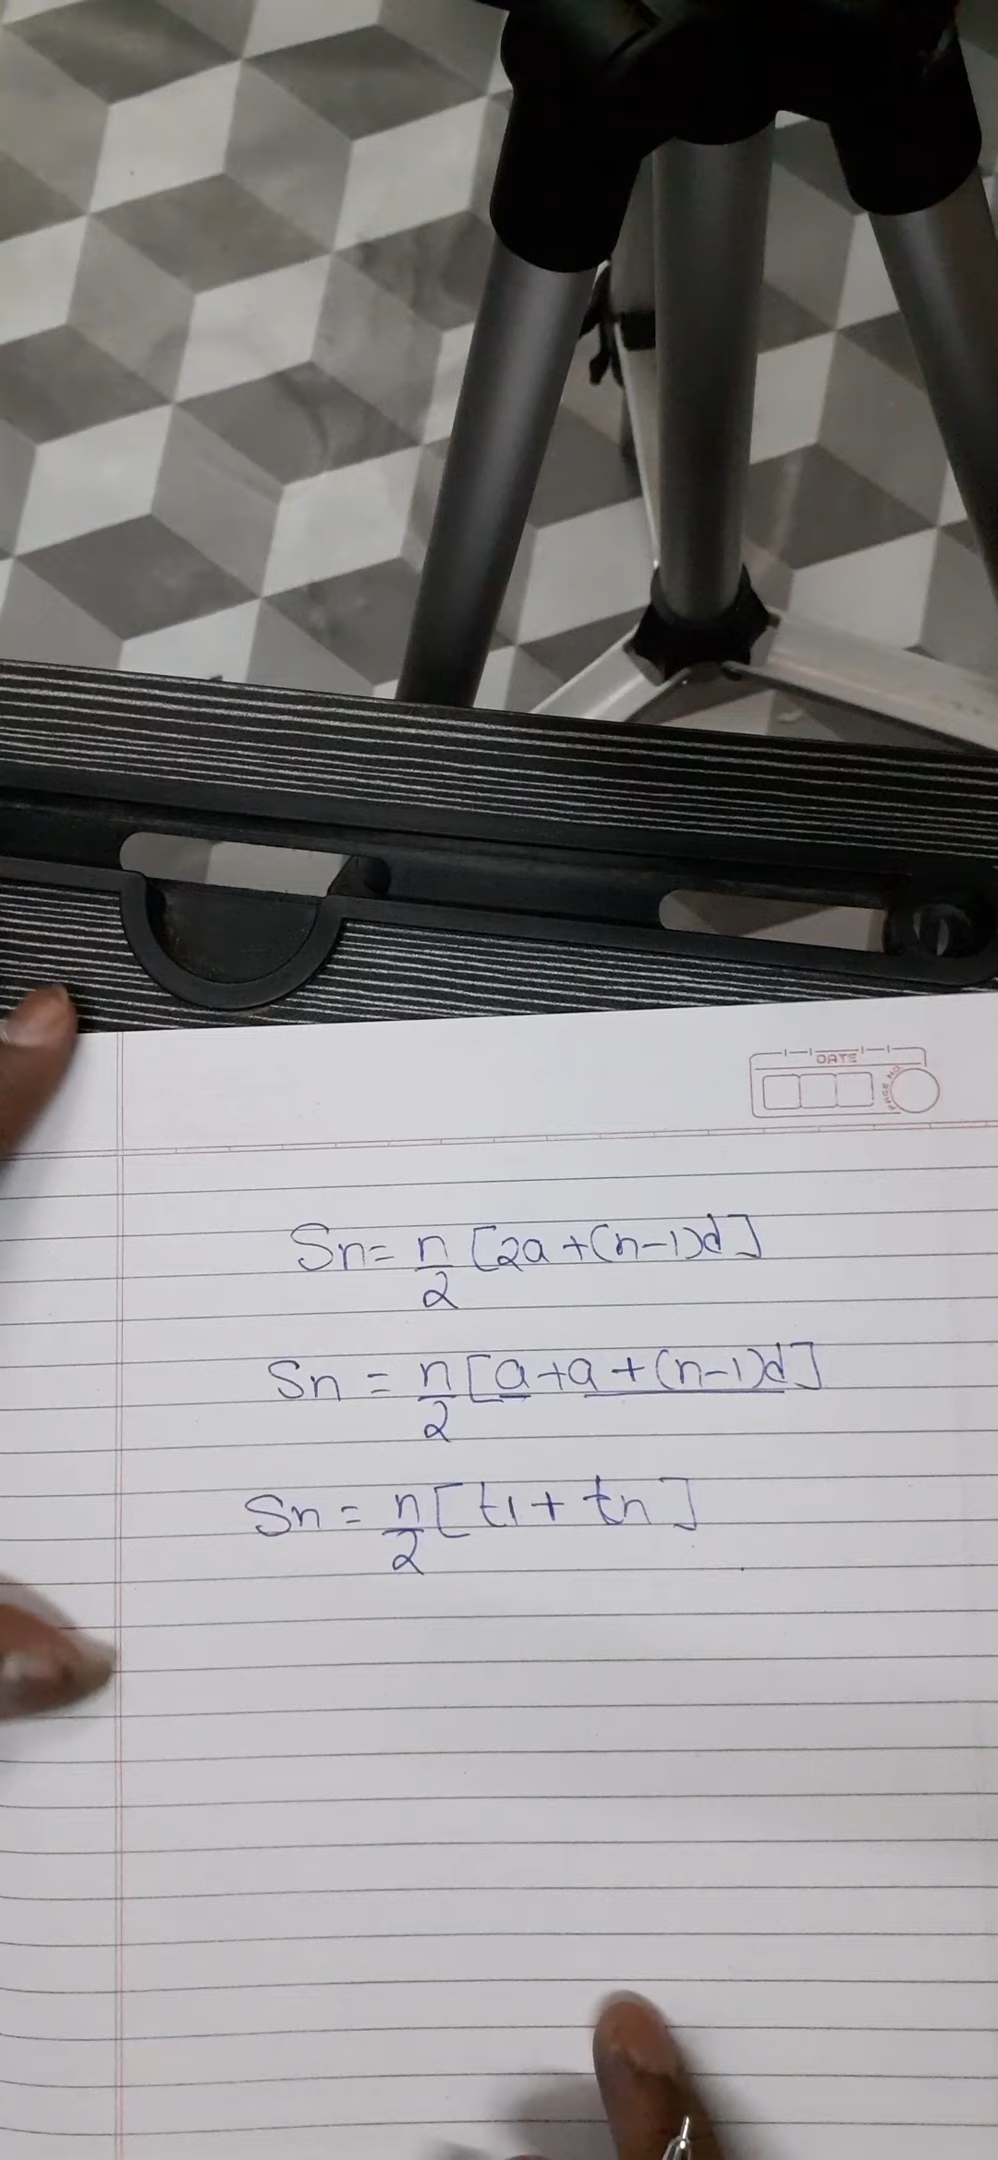 DATE
PAGE NO
Sn = n/2 [2a + (n-1)d]
Sn = n/2 [a + a + (n-1)d]
Sn = n/2 [t1 + tn]